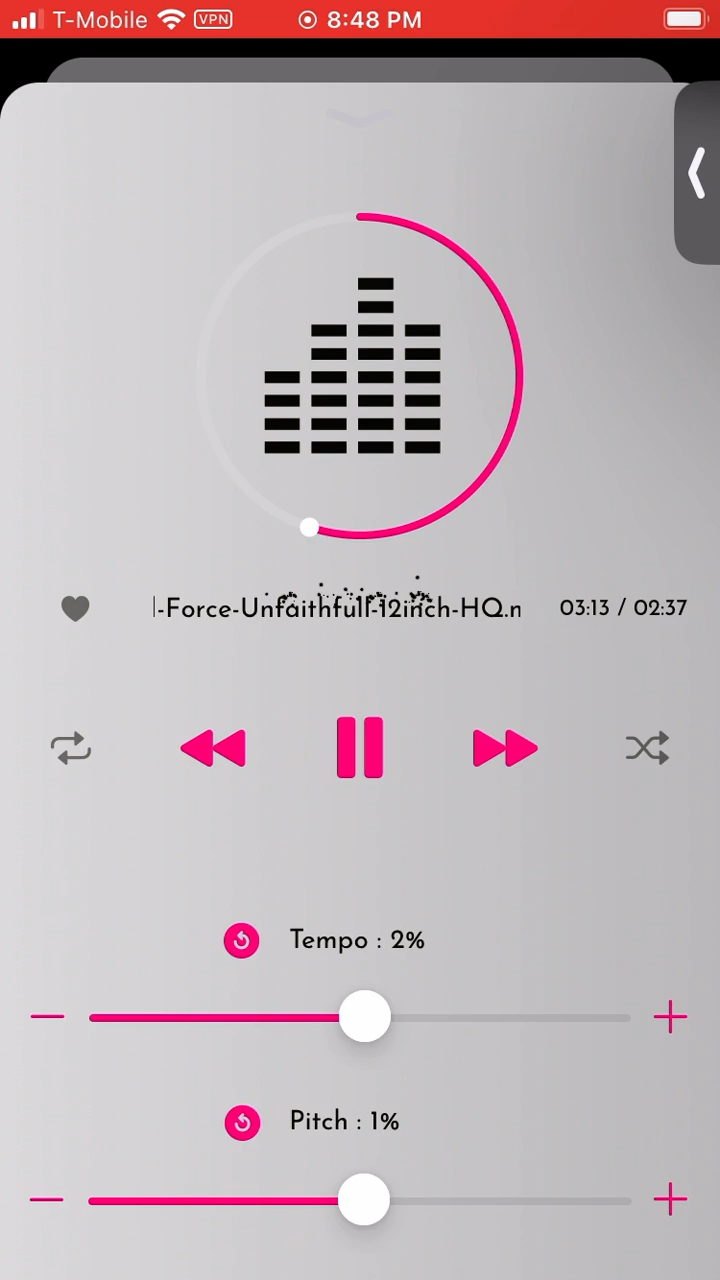 T-Mobile VPN 8:48 PM
l-Force-Unfaithfull-12inch-HQ.n 03:13 / 02:37
Tempo : 2%
Pitch : 1%